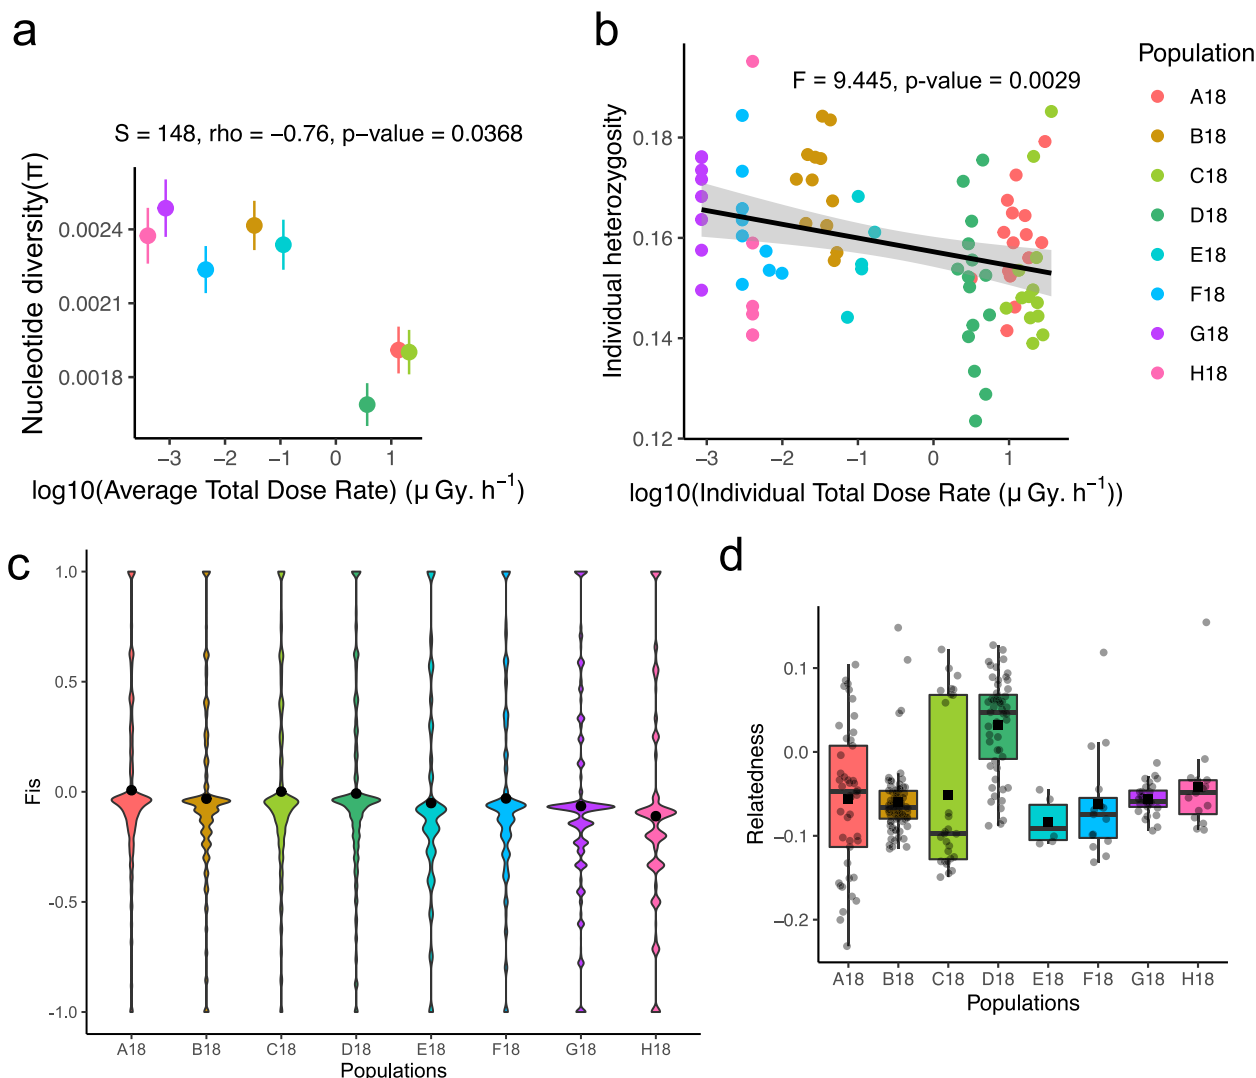 a
S = 148, rho = −0.76, p−value = 0.0368
Nucleotide diversity(π)
0.0024
0.0021
0.0018
−3 −2 −1 0 1
log10(Average Total Dose Rate) (μ Gy. h⁻¹)
b
F = 9.445, p-value = 0.0029
Individual heterozygosity
0.18
0.16
0.14
0.12
−3 −2 −1 0 1
log10(Individual Total Dose Rate (μ Gy. h⁻¹))
Population
A18
B18
C18
D18
E18
F18
G18
H18
c
Fis
1.0
0.5
0.0
-0.5
-1.0
A18 B18 C18 D18 E18 F18 G18 H18
Populations
d
Relatedness
0.1
0.0
−0.1
−0.2
A18 B18 C18 D18 E18 F18 G18 H18
Populations